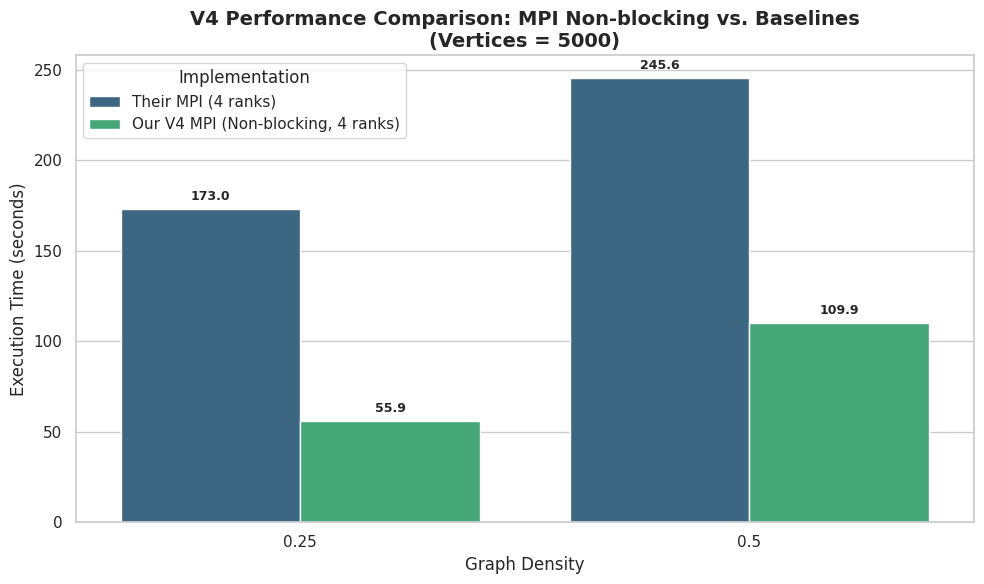 V4 Performance Comparison: MPI Non-blocking vs. Baselines
(Vertices = 5000)
Implementation
Their MPI (4 ranks)
Our V4 MPI (Non-blocking, 4 ranks)
Execution Time (seconds)
250
200
150
100
50
0
173.0
55.9
245.6
109.9
0.25
0.5
Graph Density